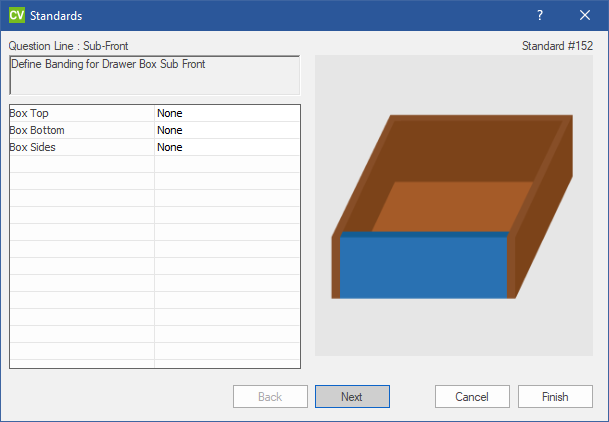 CV Standards ?
Question Line : Sub-Front Standard #152
Define Banding for Drawer Box Sub Front
Box Top None
Box Bottom None
Box Sides None
Back Next Cancel Finish